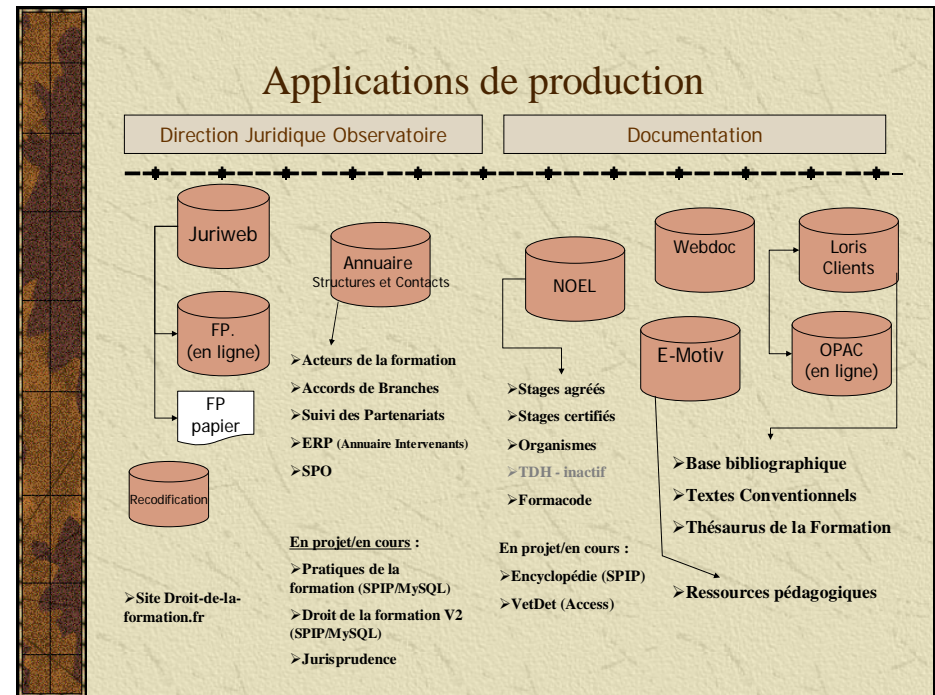 Applications de production
Direction Juridique Observatoire
Documentation
Juriweb
FP.
(en ligne)
FP
papier
Recodification
➢Site Droit-de-la-
formation.fr
Annuaire
Structures et Contacts
➢Acteurs de la formation
➢Accords de Branches
➢Suivi des Partenariats
➢ERP (Annuaire Intervenants)
➢SPO
En projet/en cours :
➢Pratiques de la
formation (SPIP/MySQL)
➢Droit de la formation V2
(SPIP/MySQL)
➢Jurisprudence
NOEL
➢Stages agréés
➢Stages certifiés
➢Organismes
➢TDH - inactif
➢Formacode
En projet/en cours :
➢Encyclopédie (SPIP)
➢VetDet (Access)
Webdoc
E-Motiv
Loris
Clients
OPAC
(en ligne)
➢Base bibliographique
➢Textes Conventionnels
➢Thésaurus de la Formation
➢Ressources pédagogiques